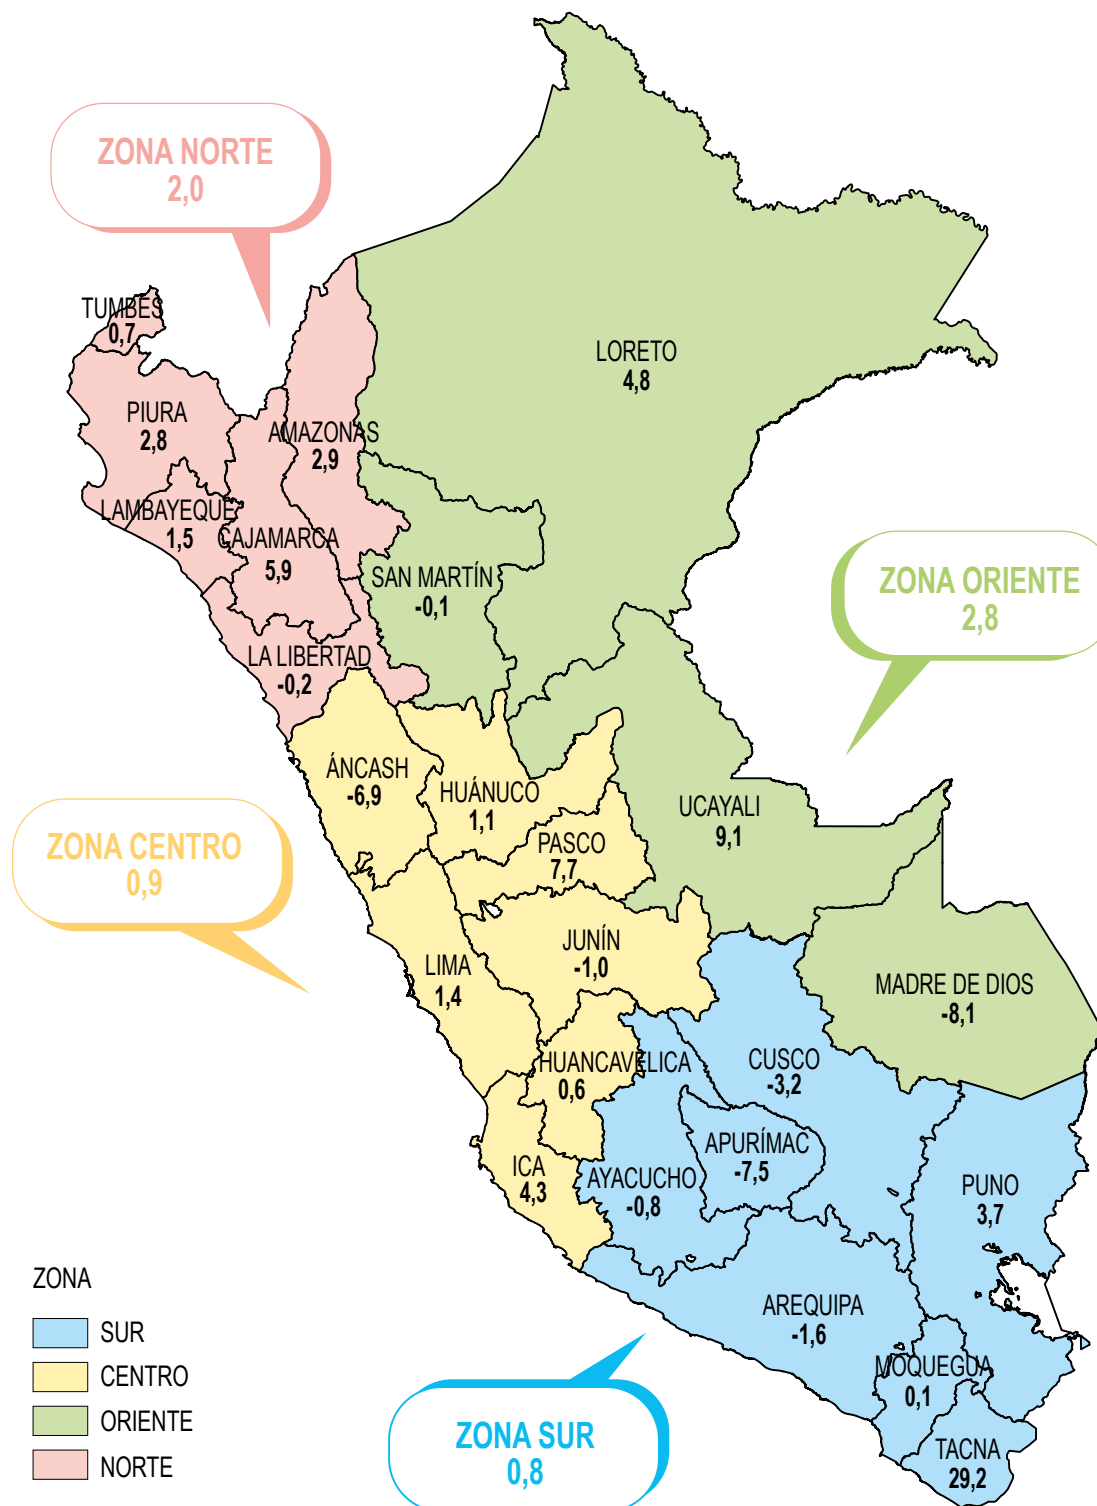 ZONA NORTE
2,0
TUMBES
0,7
LORETO
4,8
PIURA
2,8
AMAZONAS
2,9
LAMBAYEQUE
1,5
CAJAMARCA
5,9
SAN MARTÍN
-0,1
ZONA ORIENTE
2,8
LA LIBERTAD
-0,2
ÁNCASH
-6,9
HUÁNUCO
1,1
UCAYALI
9,1
ZONA CENTRO
0,9
PASCO
7,7
JUNÍN
-1,0
LIMA
1,4
MADRE DE DIOS
-8,1
HUANCAVELICA
0,6
CUSCO
-3,2
APURÍMAC
-7,5
ICA
4,3
AYACUCHO
-0,8
PUNO
3,7
AREQUIPA
-1,6
MOQUEGUA
0,1
TACNA
29,2
ZONA SUR
0,8
ZONA
SUR
CENTRO
ORIENTE
NORTE